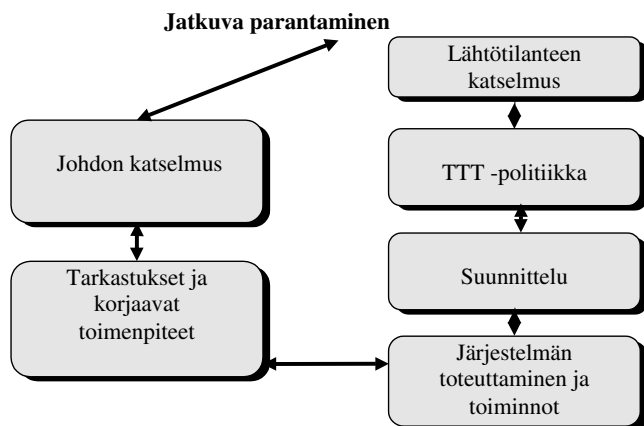 Jatkuva parantaminen
Lähtötilanteen
katselmus
Johdon katselmus
TTT -politiikka
Tarkastukset ja
korjaavat
toimenpiteet
Suunnittelu
Järjestelmän
toteuttaminen ja
toiminnot